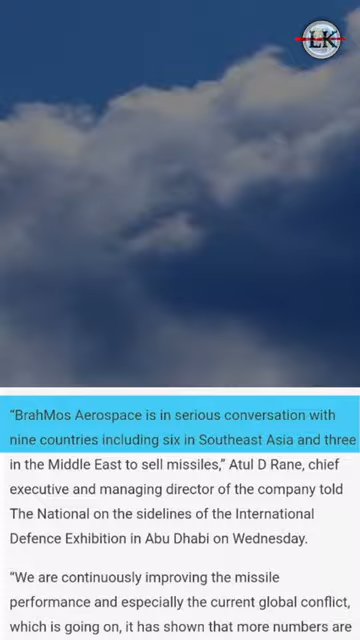 LK
“BrahMos Aerospace is in serious conversation with
nine countries including six in Southeast Asia and three
in the Middle East to sell missiles,” Atul D Rane, chief
executive and managing director of the company told
The National on the sidelines of the International
Defence Exhibition in Abu Dhabi on Wednesday.
“We are continuously improving the missile
performance and especially the current global conflict,
which is going on, it has shown that more numbers are